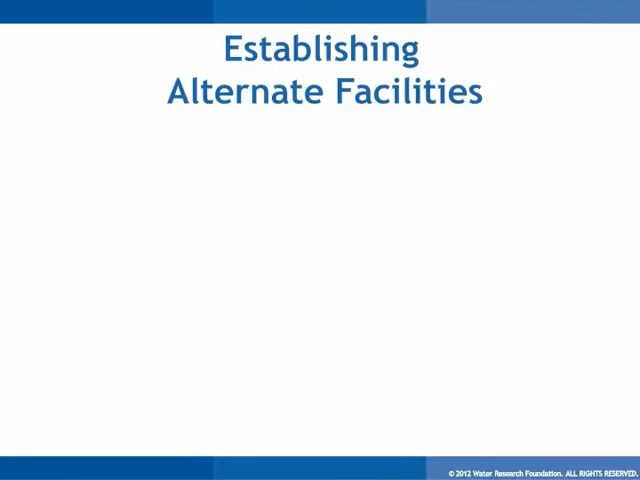 Establishing
Alternate Facilities
© 2012 Water Research Foundation. ALL RIGHTS RESERVED.